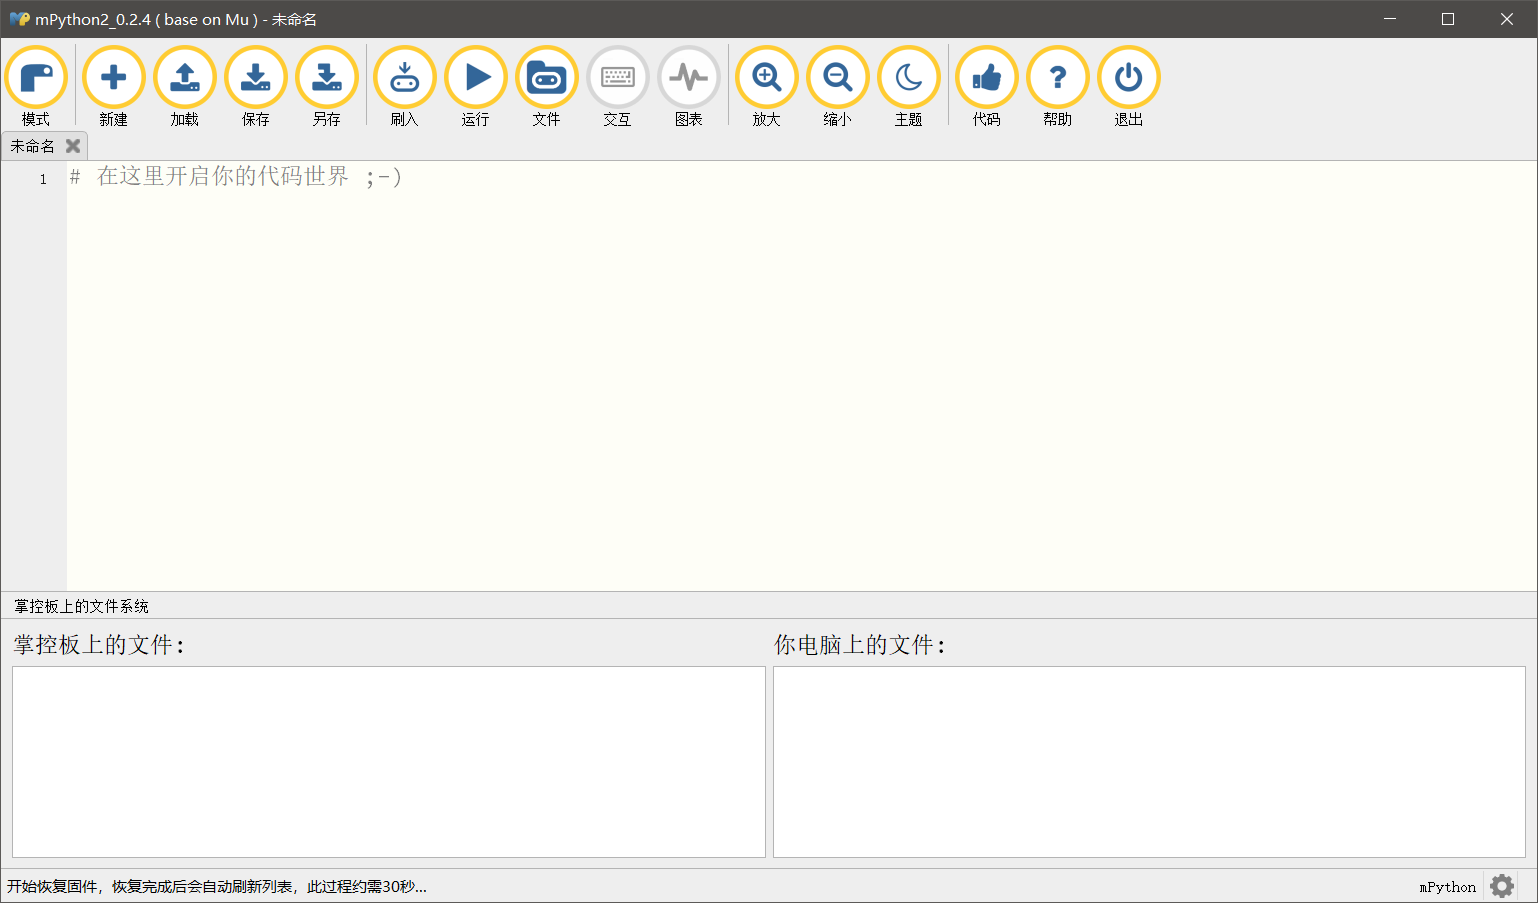 mPython2_0.2.4 ( base on Mu ) - 未命名
模式 新建 加载 保存 另存 刷入 运行 文件 交互 图表 放大 缩小 主题 代码 帮助 退出
未命名
1 # 在这里开启你的代码世界 ;-)
掌控板上的文件系统
掌控板上的文件： 你电脑上的文件：
开始恢复固件，恢复完成后会自动刷新列表，此过程约需30秒... mPython